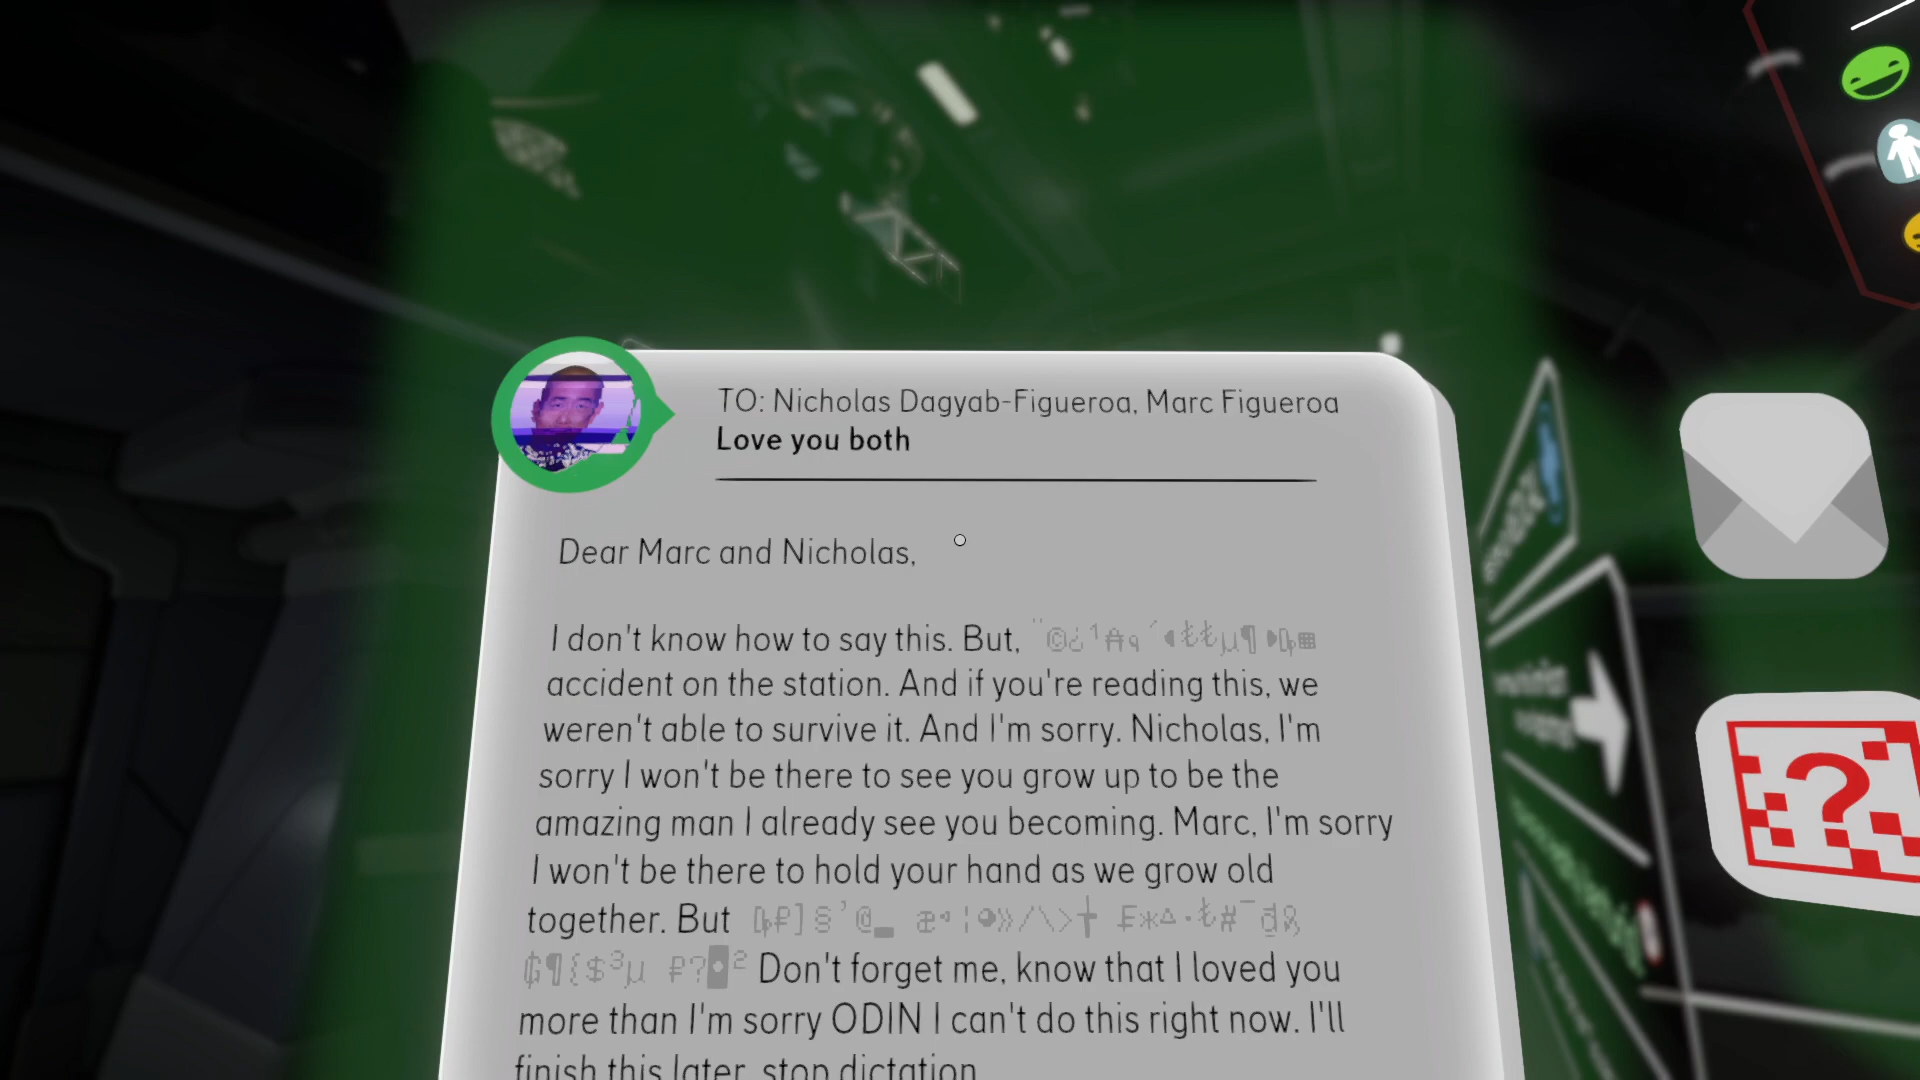 TO: Nicholas Dagyab-Figueroa, Marc Figueroa
Love you both
Dear Marc and Nicholas,
I don't know how to say this. But,
accident on the station. And if you're reading this, we
weren't able to survive it. And I'm sorry. Nicholas, I'm
sorry I won't be there to see you grow up to be the
amazing man I already see you becoming. Marc, I'm sorry
I won't be there to hold your hand as we grow old
together. But
Don't forget me, know that I loved you
more than I'm sorry ODIN I can't do this right now. I'll
finish this later, stop dictation
?